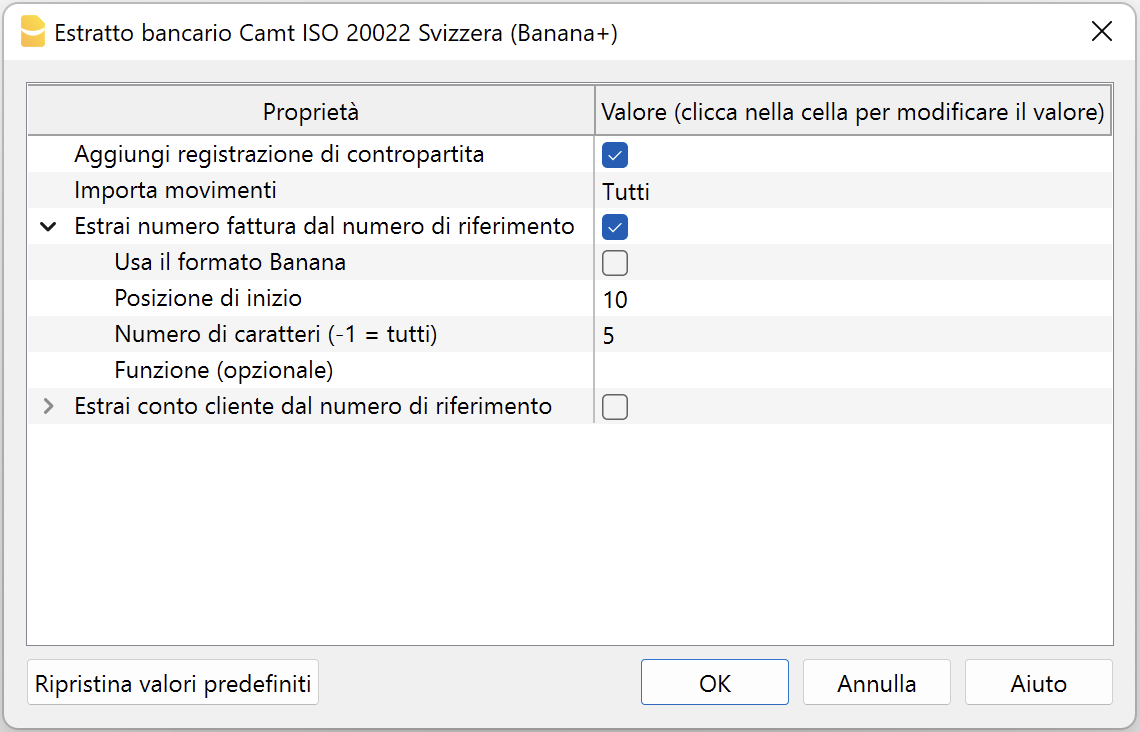 Estratto bancario Camt ISO 20022 Svizzera (Banana+)
Proprietà Valore (clicca nella cella per modificare il valore)
Aggiungi registrazione di contropartita
Importa movimenti Tutti
Estrai numero fattura dal numero di riferimento
Usa il formato Banana
Posizione di inizio 10
Numero di caratteri (-1 = tutti) 5
Funzione (opzionale)
Estrai conto cliente dal numero di riferimento
Ripristina valori predefiniti OK Annulla Aiuto